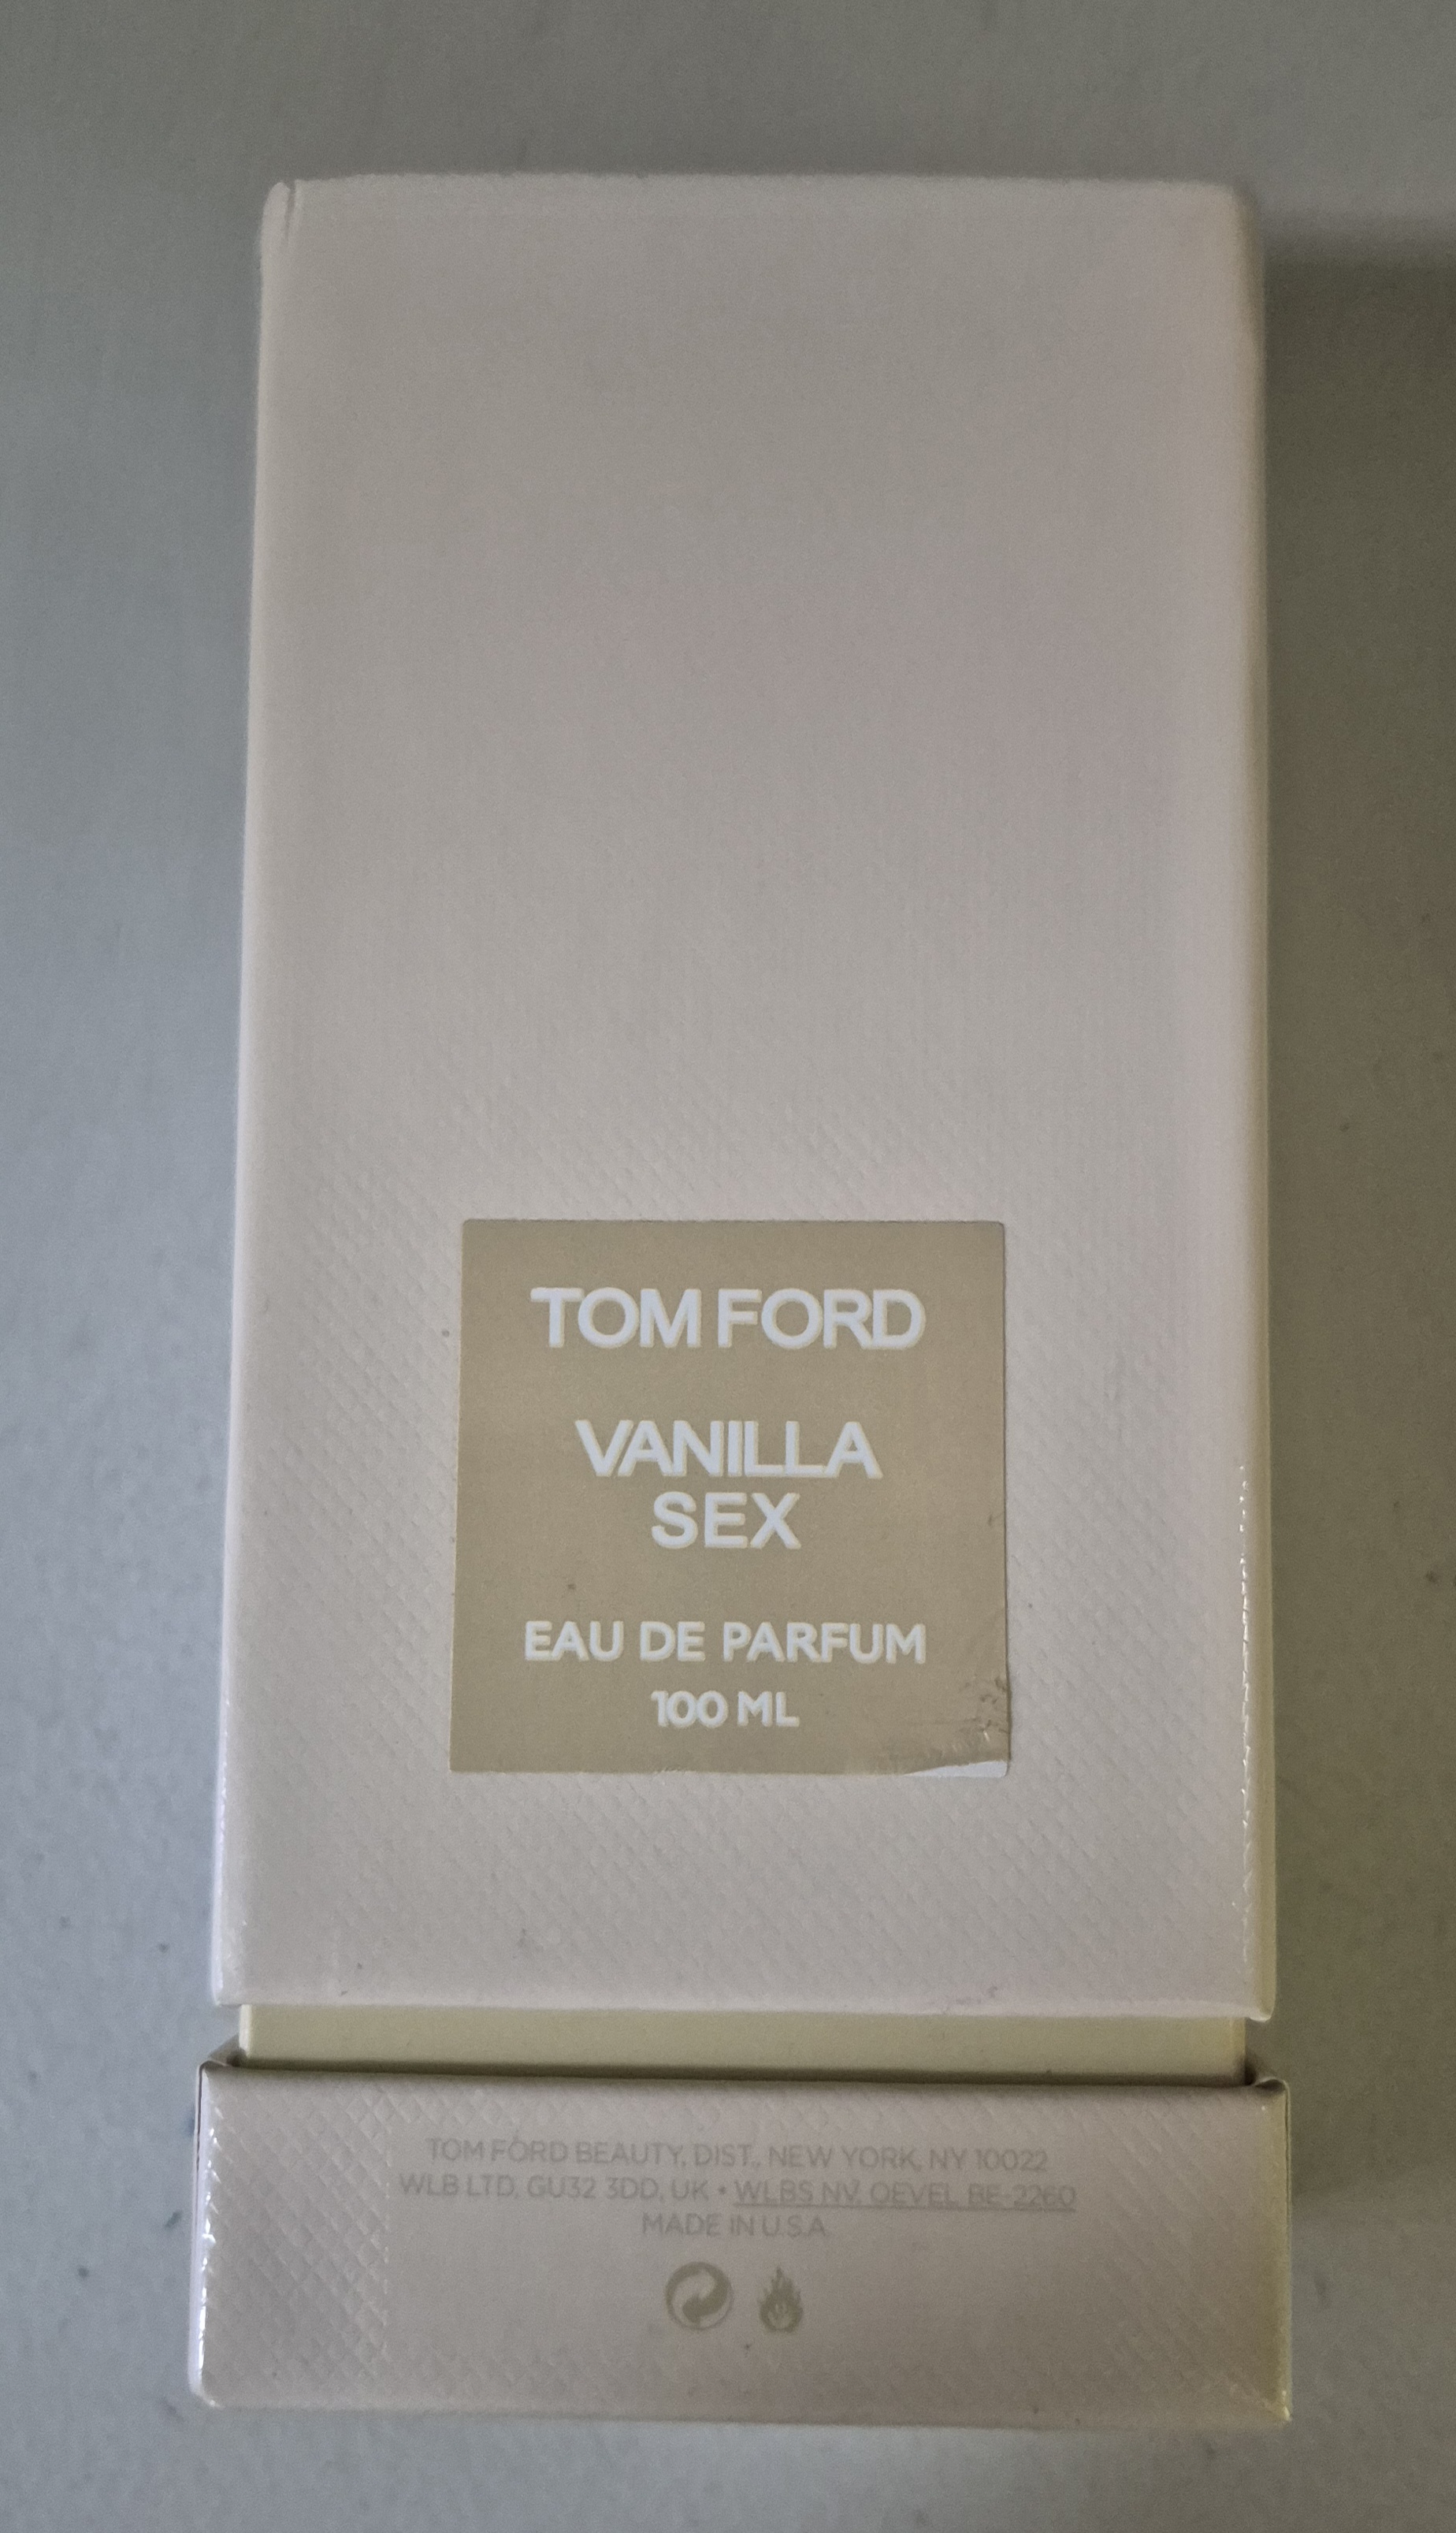 TOM FORD
VANILLA
SEX
EAU DE PARFUM
100 ML
TOM FORD BEAUTY, DIST., NEW YORK, NY 10022
WLB LTD, GU32 3DD, UK • WLBS NV, OEVEL BE-2260
MADE IN U.S.A